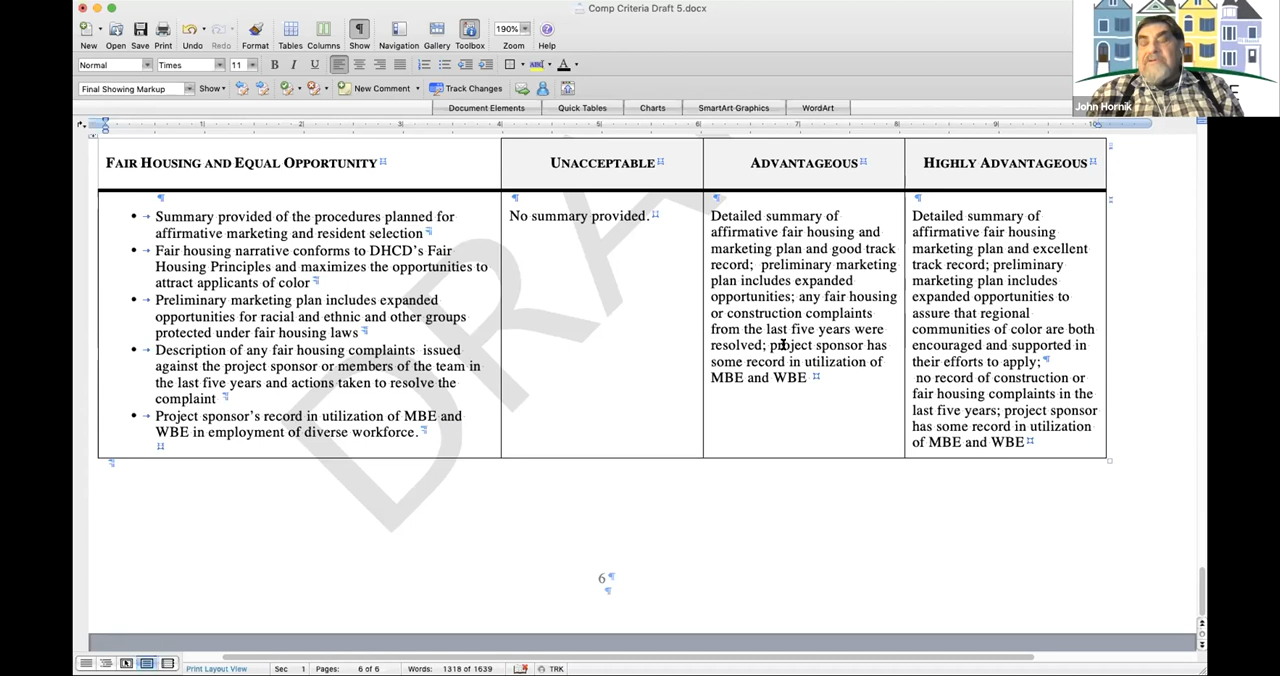 Comp Criteria Draft 5.docx
New Open Save Print Undo Redo Format Tables Columns Show Navigation Gallery Toolbox Zoom Help
190%
Normal Times 11 B I U ABC A
Final Showing Markup Show New Comment Track Changes
Document Elements Quick Tables Charts SmartArt Graphics WordArt
John Hornik
1 2 3 4 5 6 7 8 9 10
FAIR HOUSING AND EQUAL OPPORTUNITY
UNACCEPTABLE
ADVANTAGEOUS
HIGHLY ADVANTAGEOUS
• Summary provided of the procedures planned for
affirmative marketing and resident selection
• Fair housing narrative conforms to DHCD's Fair
Housing Principles and maximizes the opportunities to
attract applicants of color
• Preliminary marketing plan includes expanded
opportunities for racial and ethnic and other groups
protected under fair housing laws
• Description of any fair housing complaints issued
against the project sponsor or members of the team in
the last five years and actions taken to resolve the
complaint
• Project sponsor's record in utilization of MBE and
WBE in employment of diverse workforce.
No summary provided.
Detailed summary of
affirmative fair housing and
marketing plan and good track
record; preliminary marketing
plan includes expanded
opportunities; any fair housing
or construction complaints
from the last five years were
resolved; project sponsor has
some record in utilization of
MBE and WBE
Detailed summary of
affirmative fair housing
marketing plan and excellent
track record; preliminary
marketing plan includes
expanded opportunities to
assure that regional
communities of color are both
encouraged and supported in
their efforts to apply;
no record of construction or
fair housing complaints in the
last five years; project sponsor
has some record in utilization
of MBE and WBE
DRA
6
Print Layout View Sec 1 Pages: 6 of 6 Words: 1318 of 1639 TRK